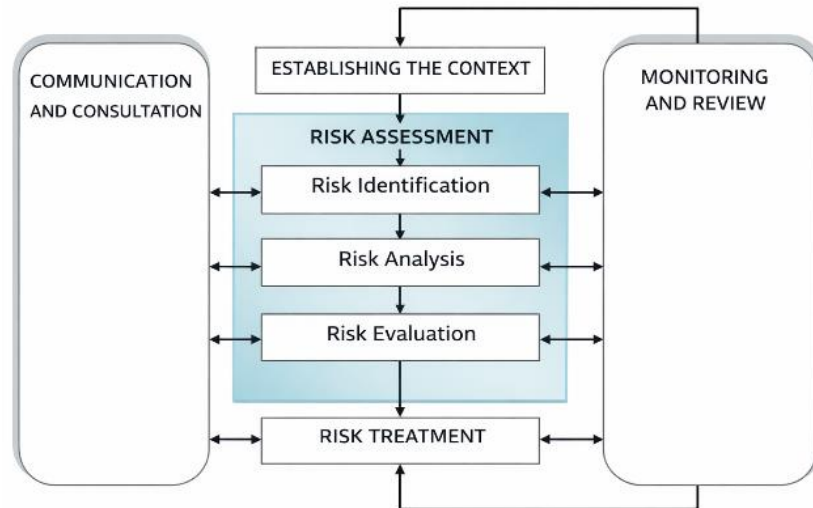 COMMUNICATION
AND CONSULTATION
ESTABLISHING THE CONTEXT
RISK ASSESSMENT
Risk Identification
Risk Analysis
Risk Evaluation
RISK TREATMENT
MONITORING
AND REVIEW